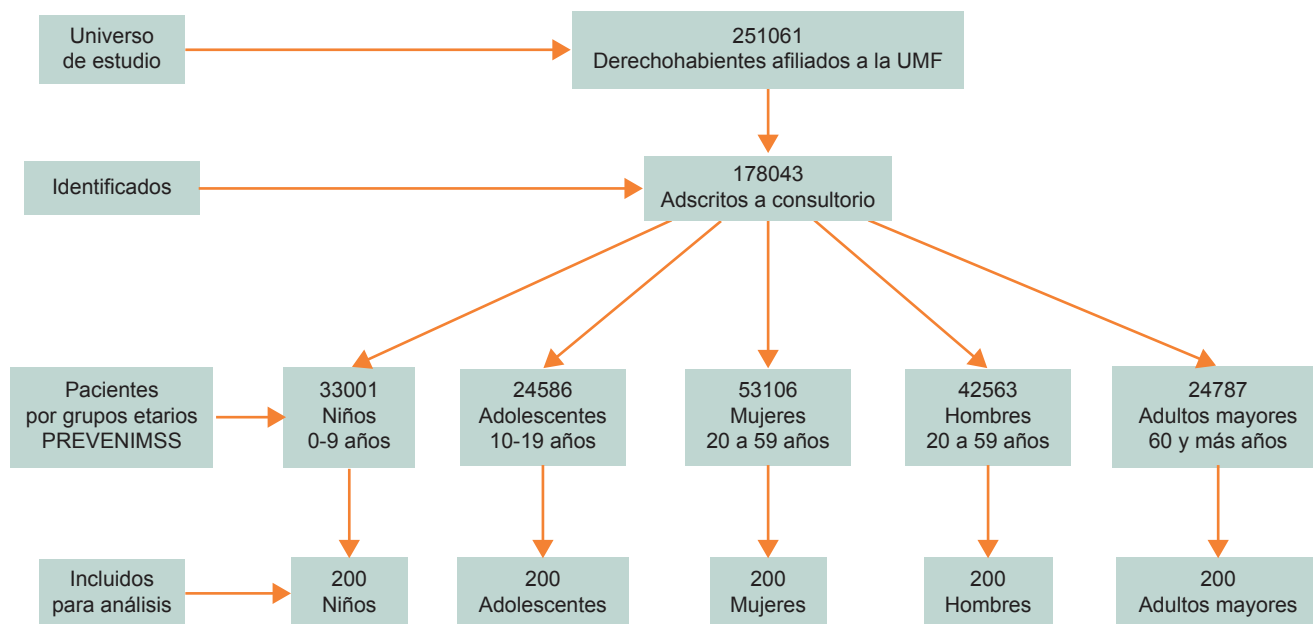 Universo
de estudio
251061
Derechohabientes afiliados a la UMF
Identificados
178043
Adscritos a consultorio
Pacientes
por grupos etarios
PREVENIMSS
33001
Niños
0-9 años
24586
Adolescentes
10-19 años
53106
Mujeres
20 a 59 años
42563
Hombres
20 a 59 años
24787
Adultos mayores
60 y más años
Incluidos
para análisis
200
Niños
200
Adolescentes
200
Mujeres
200
Hombres
200
Adultos mayores